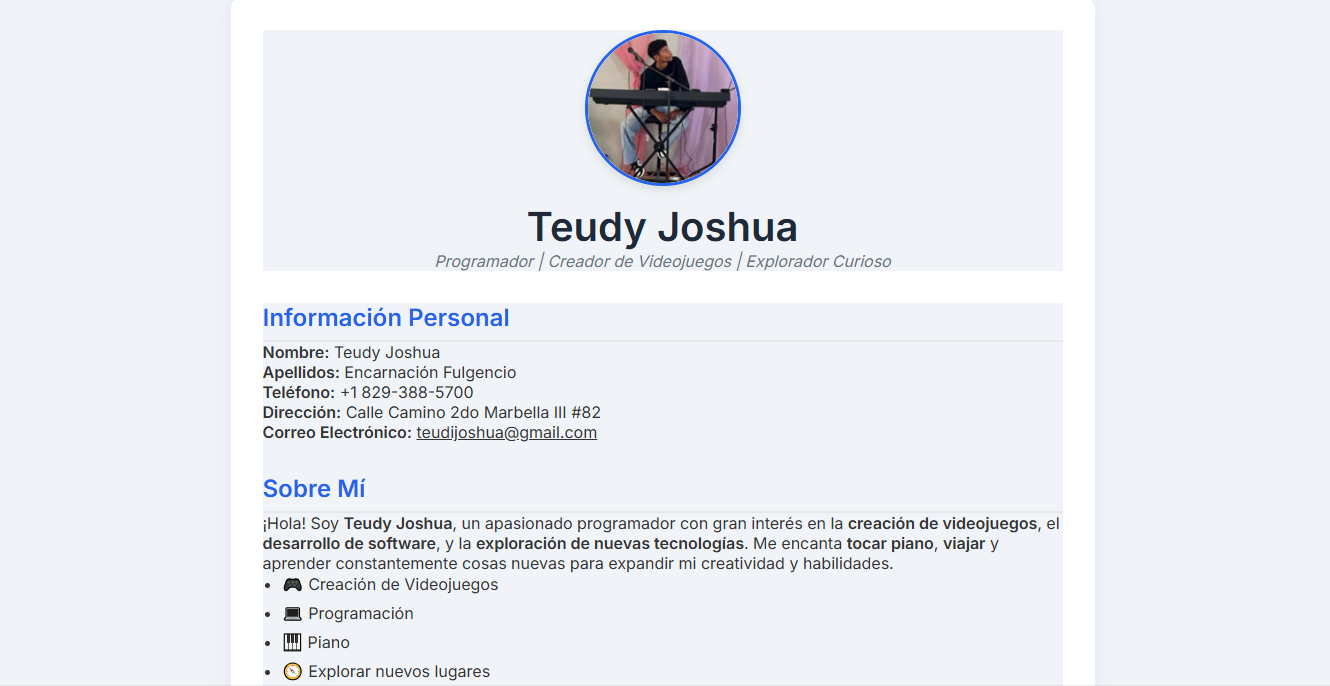 Teudy Joshua
Programador | Creador de Videojuegos | Explorador Curioso
Información Personal
Nombre: Teudy Joshua
Apellidos: Encarnación Fulgencio
Teléfono: +1 829-388-5700
Dirección: Calle Camino 2do Marbella III #82
Correo Electrónico: teudijoshua@gmail.com
Sobre Mí
¡Hola! Soy Teudy Joshua, un apasionado programador con gran interés en la creación de videojuegos, el
desarrollo de software, y la exploración de nuevas tecnologías. Me encanta tocar piano, viajar y
aprender constantemente cosas nuevas para expandir mi creatividad y habilidades.
• 🎮 Creación de Videojuegos
• 💻 Programación
• 🎹 Piano
• 🧭 Explorar nuevos lugares